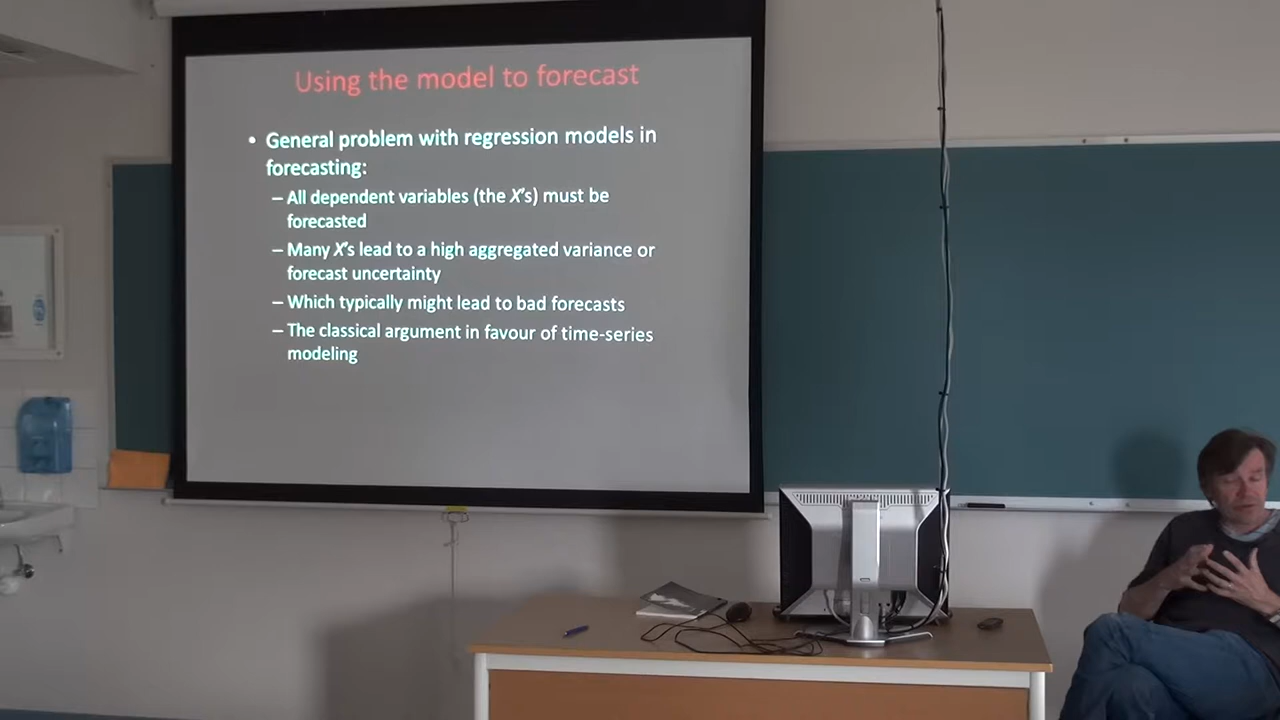 Using the model to forecast
• General problem with regression models in
forecasting:
– All dependent variables (the X's) must be
forecasted
– Many X's lead to a high aggregated variance or
forecast uncertainty
– Which typically might lead to bad forecasts
– The classical argument in favour of time-series
modeling